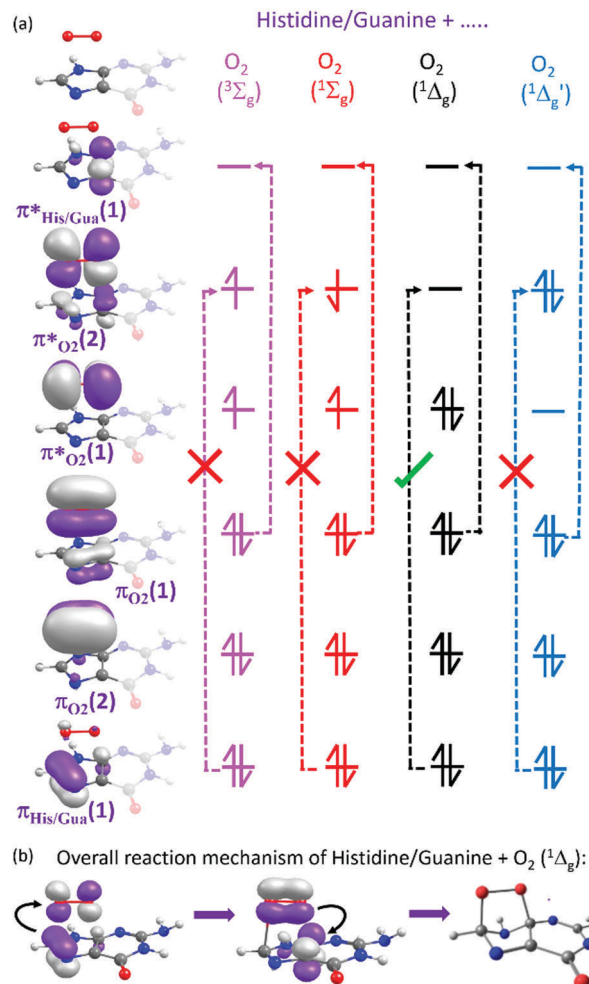 (a)
Histidine/Guanine + …..
O₂ O₂ O₂ O₂
(³Σg) (¹Σg) (¹Δg) (¹Δg')
π*His/Gua(1)
π*O2(2)
π*O2(1)
πO2(1)
πO2(2)
πHis/Gua(1)
(b) Overall reaction mechanism of Histidine/Guanine + O₂ (¹Δg):